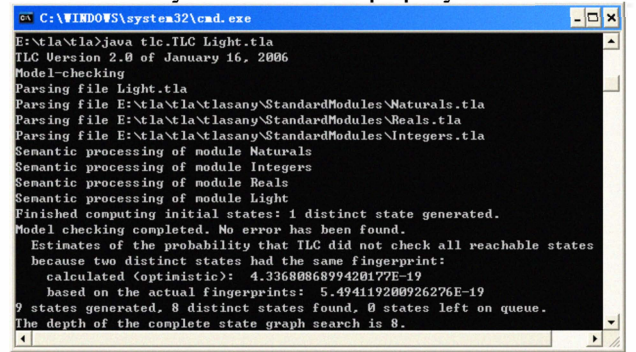 C:\WINDOWS\system32\cmd.exe
E:\tla\tla>java tlc.TLC Light.tla
TLC Version 2.0 of January 16, 2006
Model-checking
Parsing file Light.tla
Parsing file E:\tla\tla\tlasany\StandardModules\Naturals.tla
Parsing file E:\tla\tla\tlasany\StandardModules\Reals.tla
Parsing file E:\tla\tla\tlasany\StandardModules\Integers.tla
Semantic processing of module Naturals
Semantic processing of module Integers
Semantic processing of module Reals
Semantic processing of module Light
Finished computing initial states: 1 distinct state generated.
Model checking completed. No error has been found.
Estimates of the probability that TLC did not check all reachable states
because two distinct states had the same fingerprint:
calculated (optimistic): 4.3368086899420177E-19
based on the actual fingerprints: 5.494119200926276E-19
9 states generated, 8 distinct states found, 0 states left on queue.
The depth of the complete state graph search is 8.